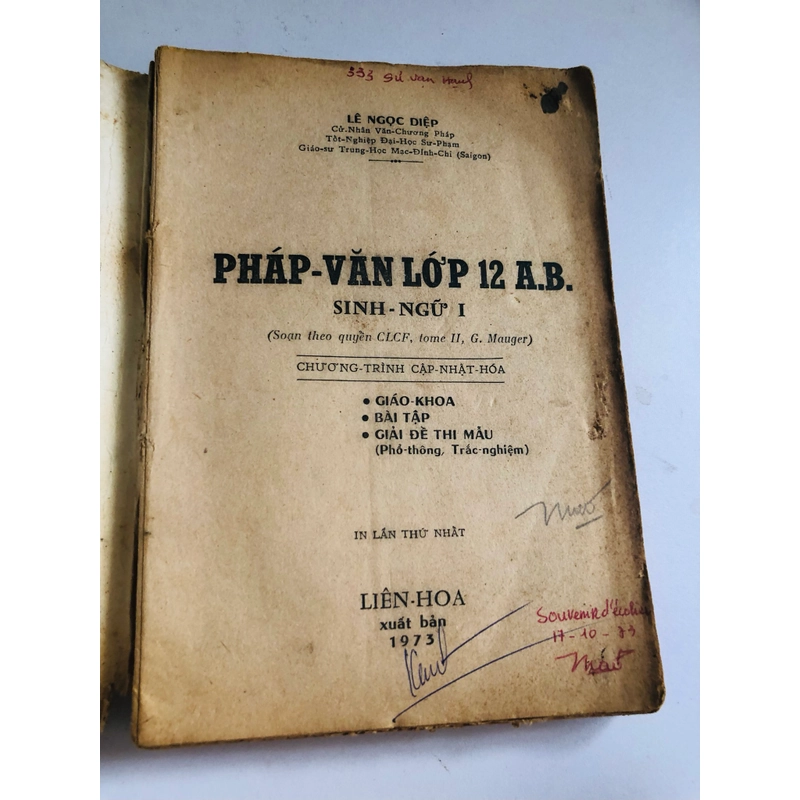 333 Sư Vạn Hạnh
LÊ NGỌC DIỆP
Cử-Nhân Văn-Chương Pháp
Tốt-Nghiệp Đại-Học Sư-Phạm
Giáo-sư Trung-Học Mạc-Đĩnh-Chi (Saigon)
PHÁP-VĂN LỚP 12 A.B.
SINH-NGỮ I
(Soạn theo quyển CLCF, tome II, G. Mauger)
CHƯƠNG-TRÌNH CẬP-NHẬT-HÓA
• GIÁO-KHOA
• BÀI TẬP
• GIẢI ĐỀ THI MẪU
(Phổ-thông, Trắc-nghiệm)
IN LẦN THỨ NHẤT
LIÊN-HOA
xuất bản
1973
Souvenir d'écolier
17-10-73